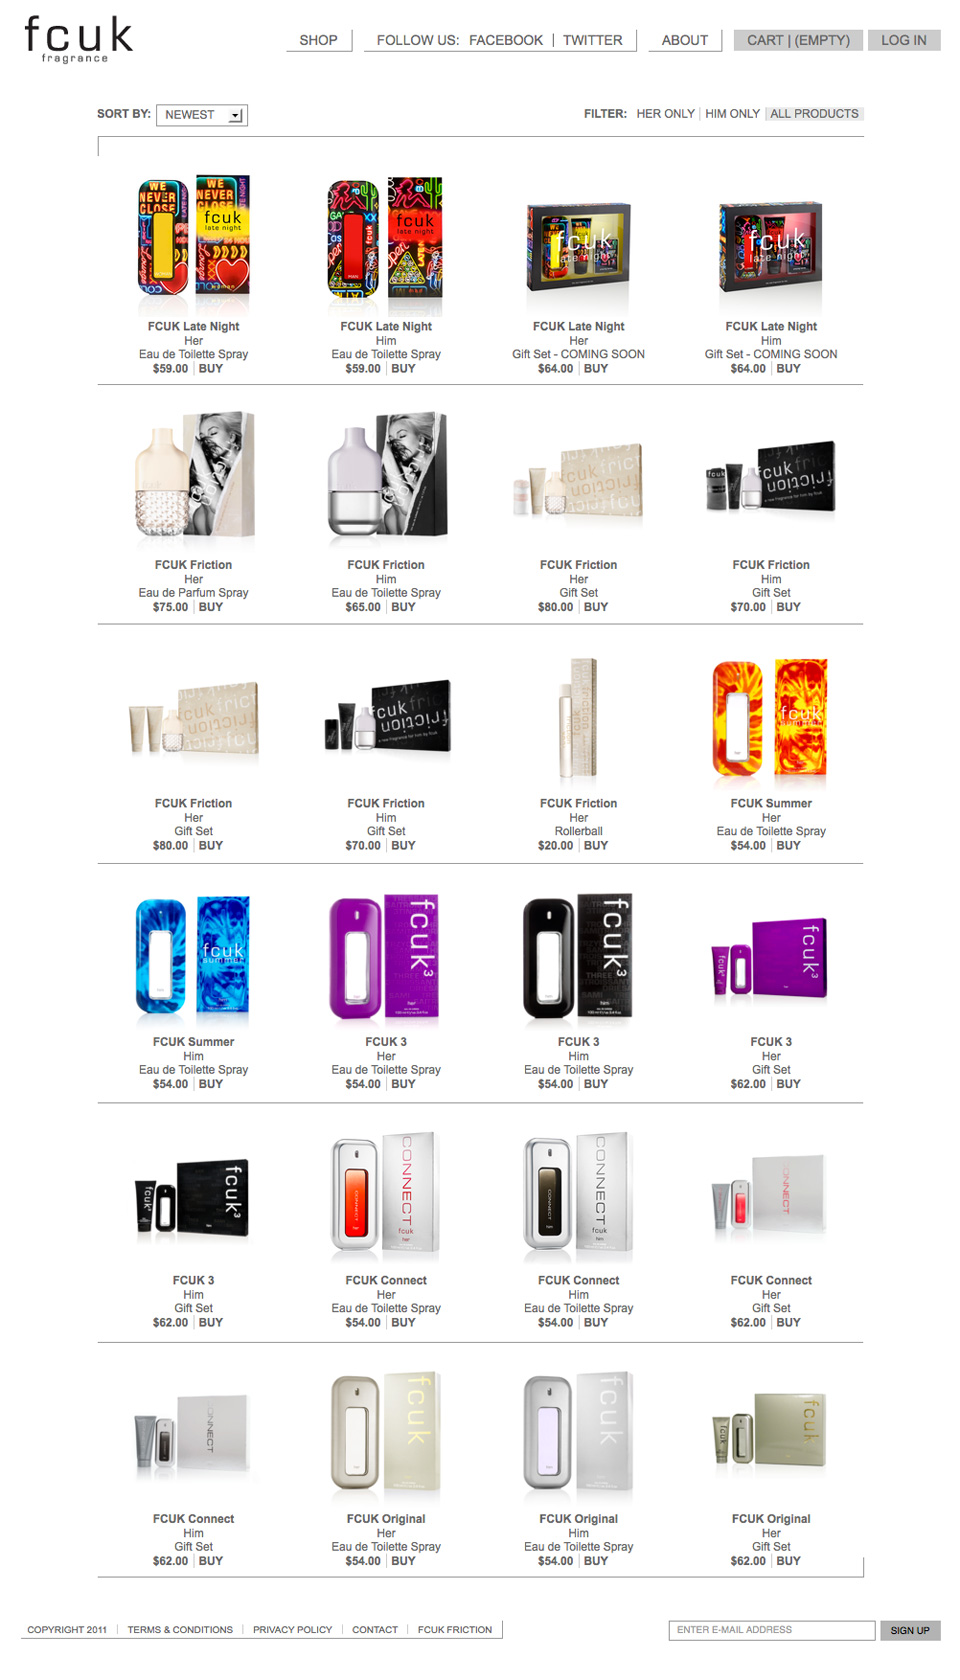 fcuk
fragrance
SHOP
FOLLOW US: FACEBOOK | TWITTER
ABOUT
CART | (EMPTY)
LOG IN
SORT BY: NEWEST
FILTER: HER ONLY | HIM ONLY | ALL PRODUCTS
FCUK Late Night
Her
Eau de Toilette Spray
$59.00 | BUY
FCUK Late Night
Him
Eau de Toilette Spray
$59.00 | BUY
FCUK Late Night
Her
Gift Set - COMING SOON
$64.00 | BUY
FCUK Late Night
Him
Gift Set - COMING SOON
$64.00 | BUY
FCUK Friction
Her
Eau de Parfum Spray
$75.00 | BUY
FCUK Friction
Him
Eau de Toilette Spray
$65.00 | BUY
FCUK Friction
Her
Gift Set
$80.00 | BUY
FCUK Friction
Him
Gift Set
$70.00 | BUY
FCUK Friction
Her
Gift Set
$80.00 | BUY
FCUK Friction
Him
Gift Set
$70.00 | BUY
FCUK Friction
Her
Rollerball
$20.00 | BUY
FCUK Summer
Her
Eau de Toilette Spray
$54.00 | BUY
FCUK Summer
Him
Eau de Toilette Spray
$54.00 | BUY
FCUK 3
Her
Eau de Toilette Spray
$54.00 | BUY
FCUK 3
Him
Eau de Toilette Spray
$54.00 | BUY
FCUK 3
Her
Gift Set
$62.00 | BUY
FCUK 3
Him
Gift Set
$62.00 | BUY
FCUK Connect
Her
Eau de Toilette Spray
$54.00 | BUY
FCUK Connect
Him
Eau de Toilette Spray
$54.00 | BUY
FCUK Connect
Her
Gift Set
$62.00 | BUY
FCUK Connect
Him
Gift Set
$62.00 | BUY
FCUK Original
Her
Eau de Toilette Spray
$54.00 | BUY
FCUK Original
Him
Eau de Toilette Spray
$54.00 | BUY
FCUK Original
Her
Gift Set
$62.00 | BUY
COPYRIGHT 2011 | TERMS & CONDITIONS | PRIVACY POLICY | CONTACT | FCUK FRICTION
ENTER E-MAIL ADDRESS
SIGN UP